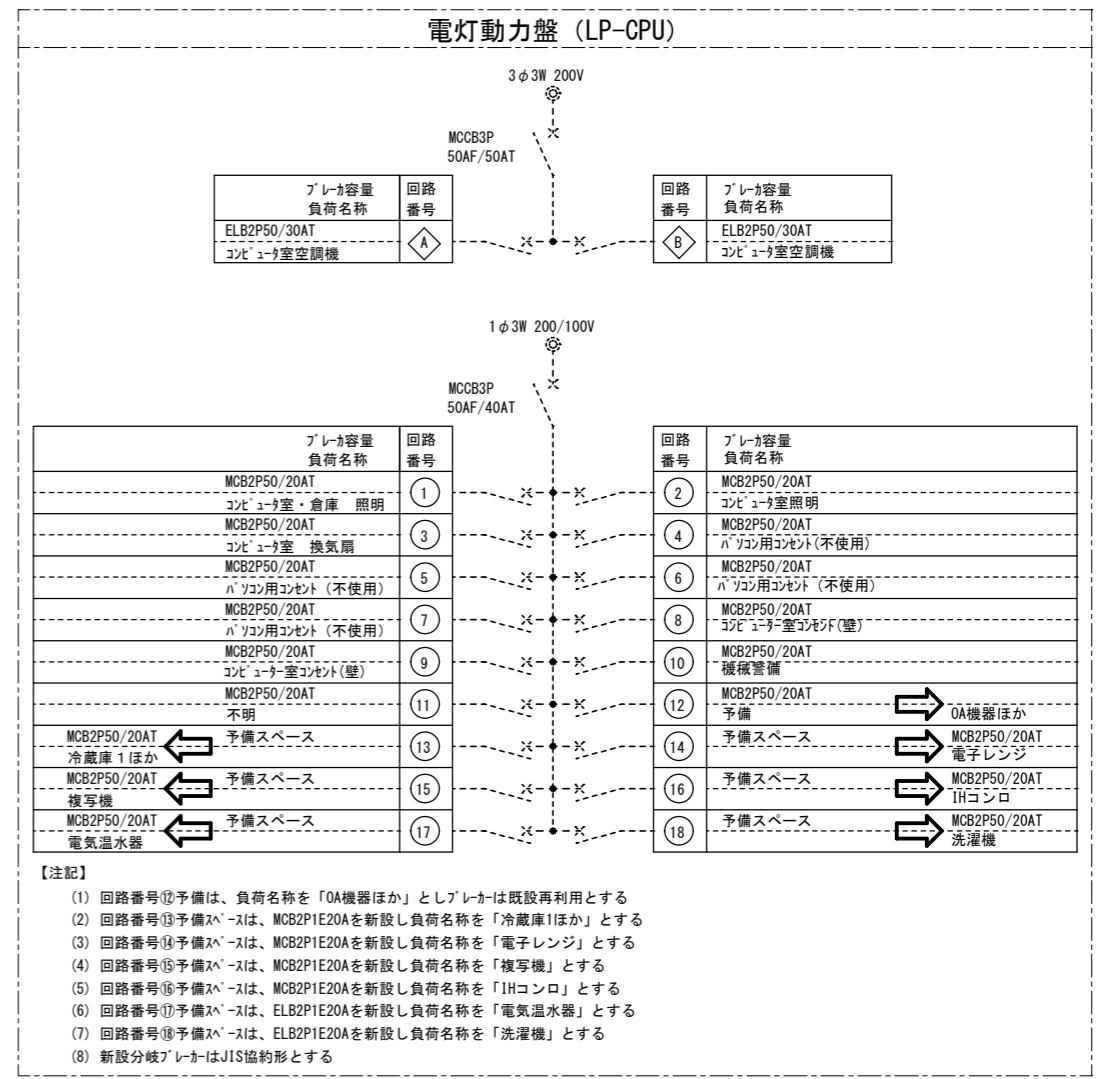 電灯動力盤 (LP-CPU)
3φ3W 200V
MCCB3P
50AF/50AT
ﾌﾞﾚｰｶ容量
負荷名称
回路
番号
回路
番号
ﾌﾞﾚｰｶ容量
負荷名称
ELB2P50/30AT
ｺﾝﾋﾟｭｰﾀ室空調機
A
B
ELB2P50/30AT
ｺﾝﾋﾟｭｰﾀ室空調機
1φ3W 200/100V
MCCB3P
50AF/40AT
ﾌﾞﾚｰｶ容量
負荷名称
回路
番号
回路
番号
ﾌﾞﾚｰｶ容量
負荷名称
MCB2P50/20AT
ｺﾝﾋﾟｭｰﾀ室・倉庫 照明
1
2
MCB2P50/20AT
ｺﾝﾋﾟｭｰﾀ室照明
MCB2P50/20AT
ｺﾝﾋﾟｭｰﾀ室 換気扇
3
4
MCB2P50/20AT
ﾊﾟｿｺﾝ用ｺﾝｾﾝﾄ(不使用)
MCB2P50/20AT
ﾊﾟｿｺﾝ用ｺﾝｾﾝﾄ (不使用)
5
6
MCB2P50/20AT
ﾊﾟｿｺﾝ用ｺﾝｾﾝﾄ (不使用)
MCB2P50/20AT
ﾊﾟｿｺﾝ用ｺﾝｾﾝﾄ (不使用)
7
8
MCB2P50/20AT
ｺﾝﾋﾟｭｰﾀｰ室ｺﾝｾﾝﾄ(壁)
MCB2P50/20AT
ｺﾝﾋﾟｭｰﾀｰ室ｺﾝｾﾝﾄ(壁)
9
10
MCB2P50/20AT
機械警備
MCB2P50/20AT
不明
11
12
MCB2P50/20AT
予備
OA機器ほか
MCB2P50/20AT
冷蔵庫1ほか
予備スペース
13
14
予備スペース
MCB2P50/20AT
電子レンジ
MCB2P50/20AT
複写機
予備スペース
15
16
予備スペース
MCB2P50/20AT
IHコンロ
MCB2P50/20AT
電気温水器
予備スペース
17
18
予備スペース
MCB2P50/20AT
洗濯機
【注記】
(1) 回路番号⑫予備は、負荷名称を「OA機器ほか」としﾌﾞﾚｰｶｰは既設再利用とする
(2) 回路番号⑬予備ｽﾍﾟｰｽは、MCB2P1E20Aを新設し負荷名称を「冷蔵庫1ほか」とする
(3) 回路番号⑭予備ｽﾍﾟｰｽは、MCB2P1E20Aを新設し負荷名称を「電子レンジ」とする
(4) 回路番号⑮予備ｽﾍﾟｰｽは、MCB2P1E20Aを新設し負荷名称を「複写機」とする
(5) 回路番号⑯予備ｽﾍﾟｰｽは、MCB2P1E20Aを新設し負荷名称を「IHコンロ」とする
(6) 回路番号⑰予備ｽﾍﾟｰｽは、ELB2P1E20Aを新設し負荷名称を「電気温水器」とする
(7) 回路番号⑱予備ｽﾍﾟｰｽは、ELB2P1E20Aを新設し負荷名称を「洗濯機」とする
(8) 新設分岐ﾌﾞﾚｰｶｰはJIS協約形とする